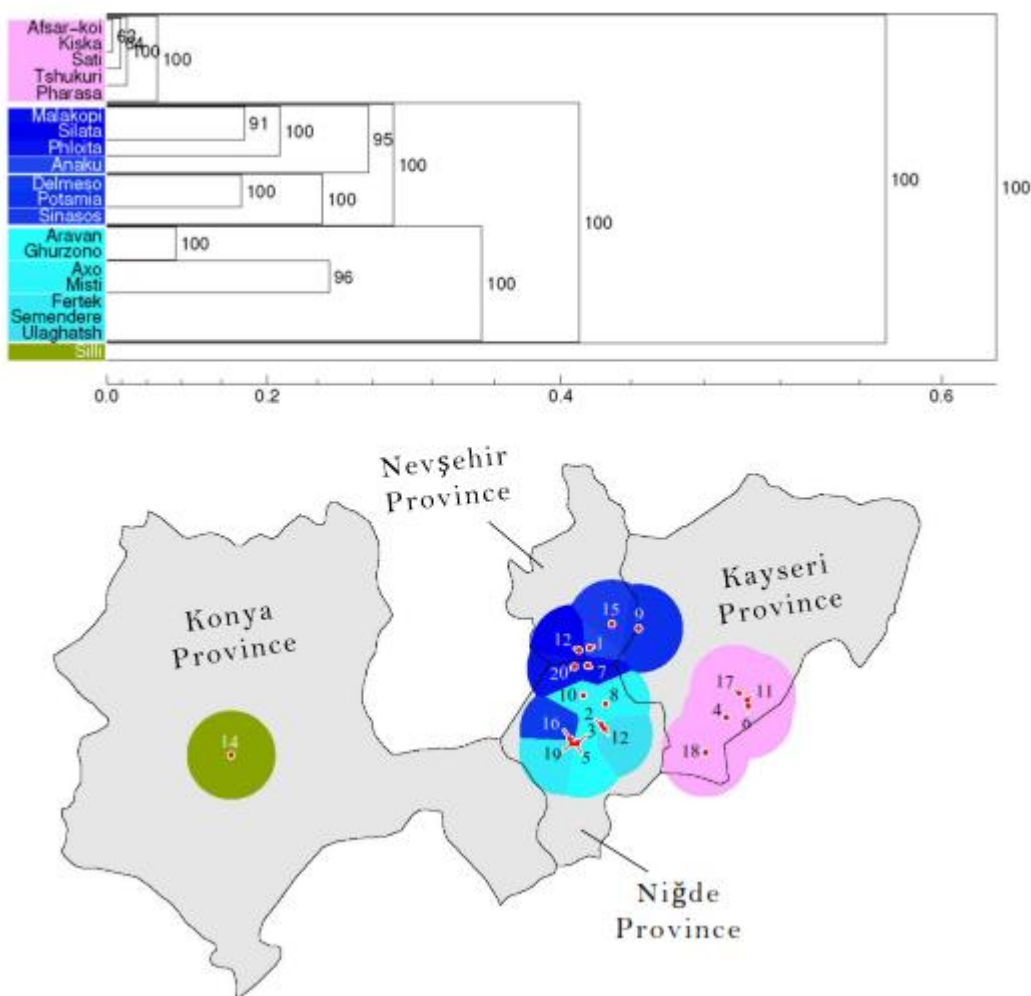 Afsar-koi
Kiska
Sati
Tshukuri
Pharasa
Malakopi
Silata
Phloita
Anaku
Delmeso
Potamia
Sinasos
Aravan
Ghurzono
Axo
Misti
Fertek
Semendere
Ulaghatsh
Silli
63
64
100
100
91
100
95
100
100
100
100
96
100
100
100
100
0.0 0.2 0.4 0.6
Nevşehir
Province
Kayseri
Province
Konya
Province
Niğde
Province
15
9
12
1
20
7
10
8
2
16
3
12
19
5
17
11
4
18
14